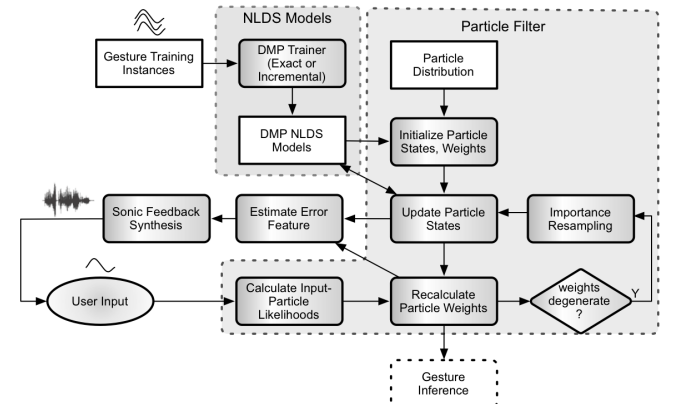 NLDS Models
Particle Filter
Gesture Training
Instances
DMP Trainer
(Exact or
Incremental)
Particle
Distribution
DMP NLDS
Models
Initialize Particle
States, Weights
Sonic Feedback
Synthesis
Estimate Error
Feature
Update Particle
States
Importance
Resampling
User Input
Calculate Input-
Particle
Likelihoods
Recalculate
Particle Weights
weights
degenerate
?
Y
Gesture
Inference